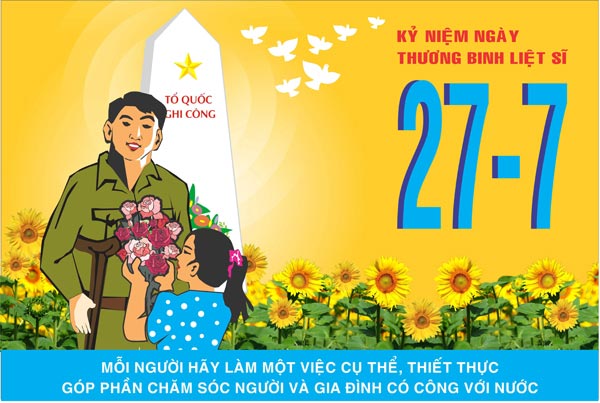 KỶ NIỆM NGÀY
THƯƠNG BINH LIỆT SĨ
27-7
TỔ QUỐC
GHI CÔNG
MỖI NGƯỜI HÃY LÀM MỘT VIỆC CỤ THỂ, THIẾT THỰC
GÓP PHẦN CHĂM SÓC NGƯỜI VÀ GIA ĐÌNH CÓ CÔNG VỚI NƯỚC